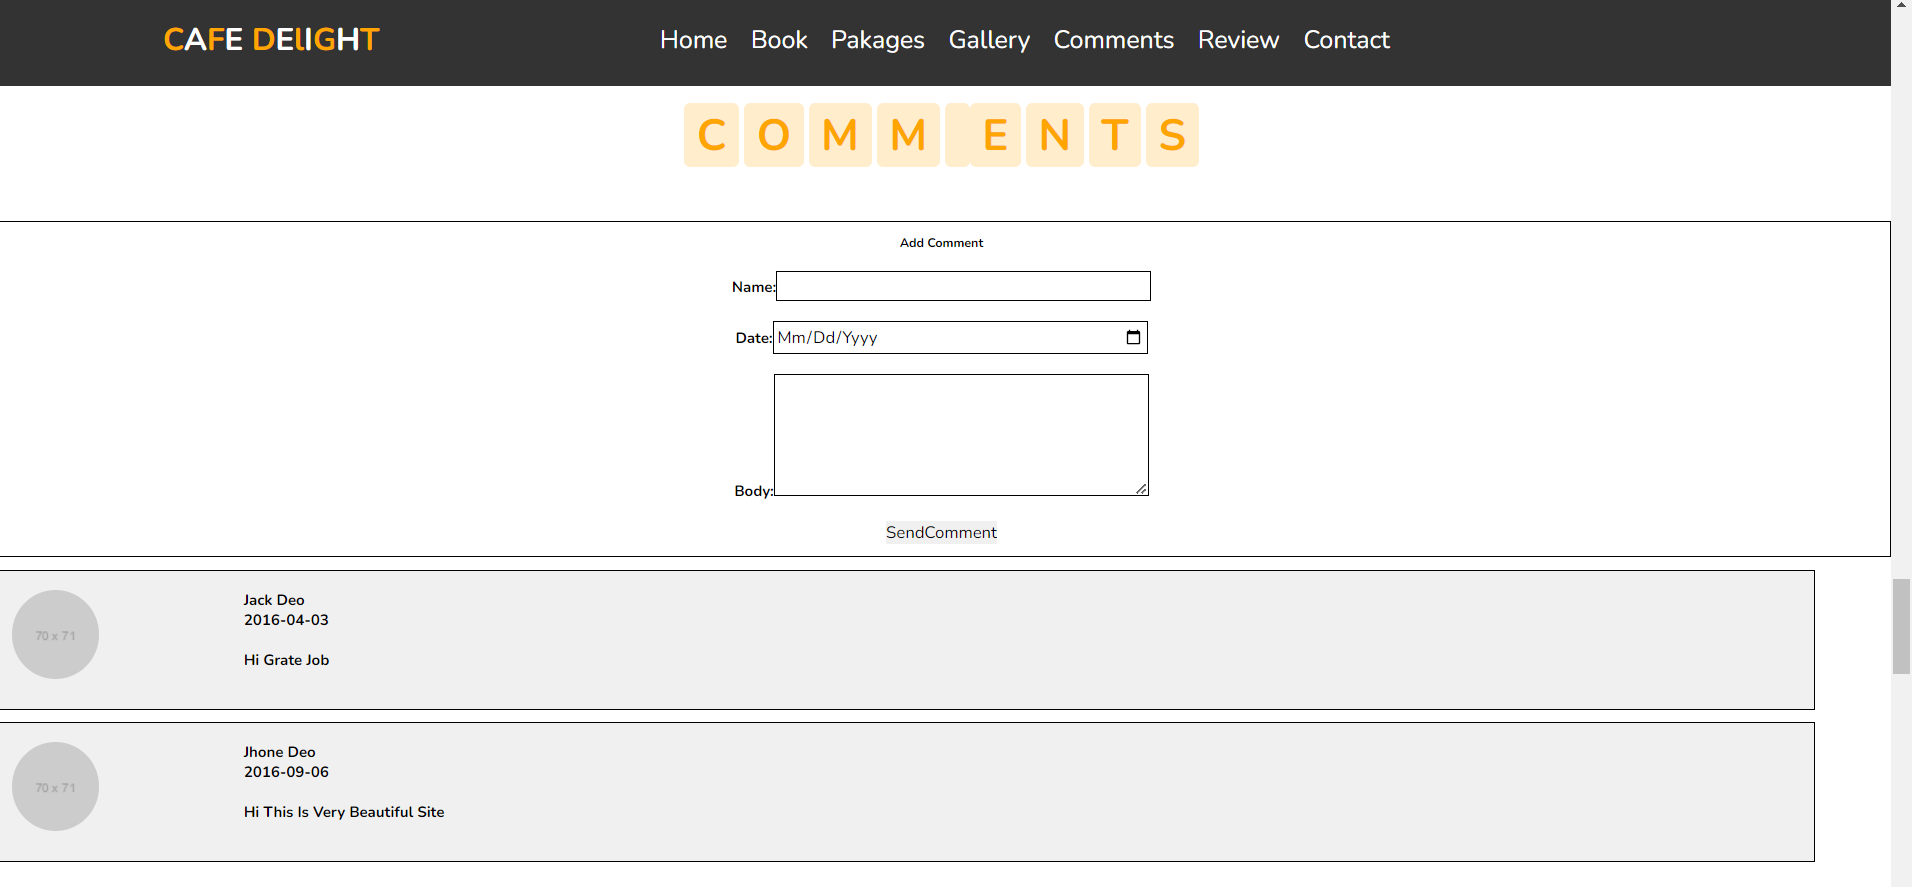 CAFE DElIGHT
Home Book Pakages Gallery Comments Review Contact
COMM ENTS
Add Comment
Name:
Date: Mm/Dd/Yyyy
Body:
SendComment
70 x 71
Jack Deo
2016-04-03
Hi Grate Job
70 x 71
Jhone Deo
2016-09-06
Hi This Is Very Beautiful Site